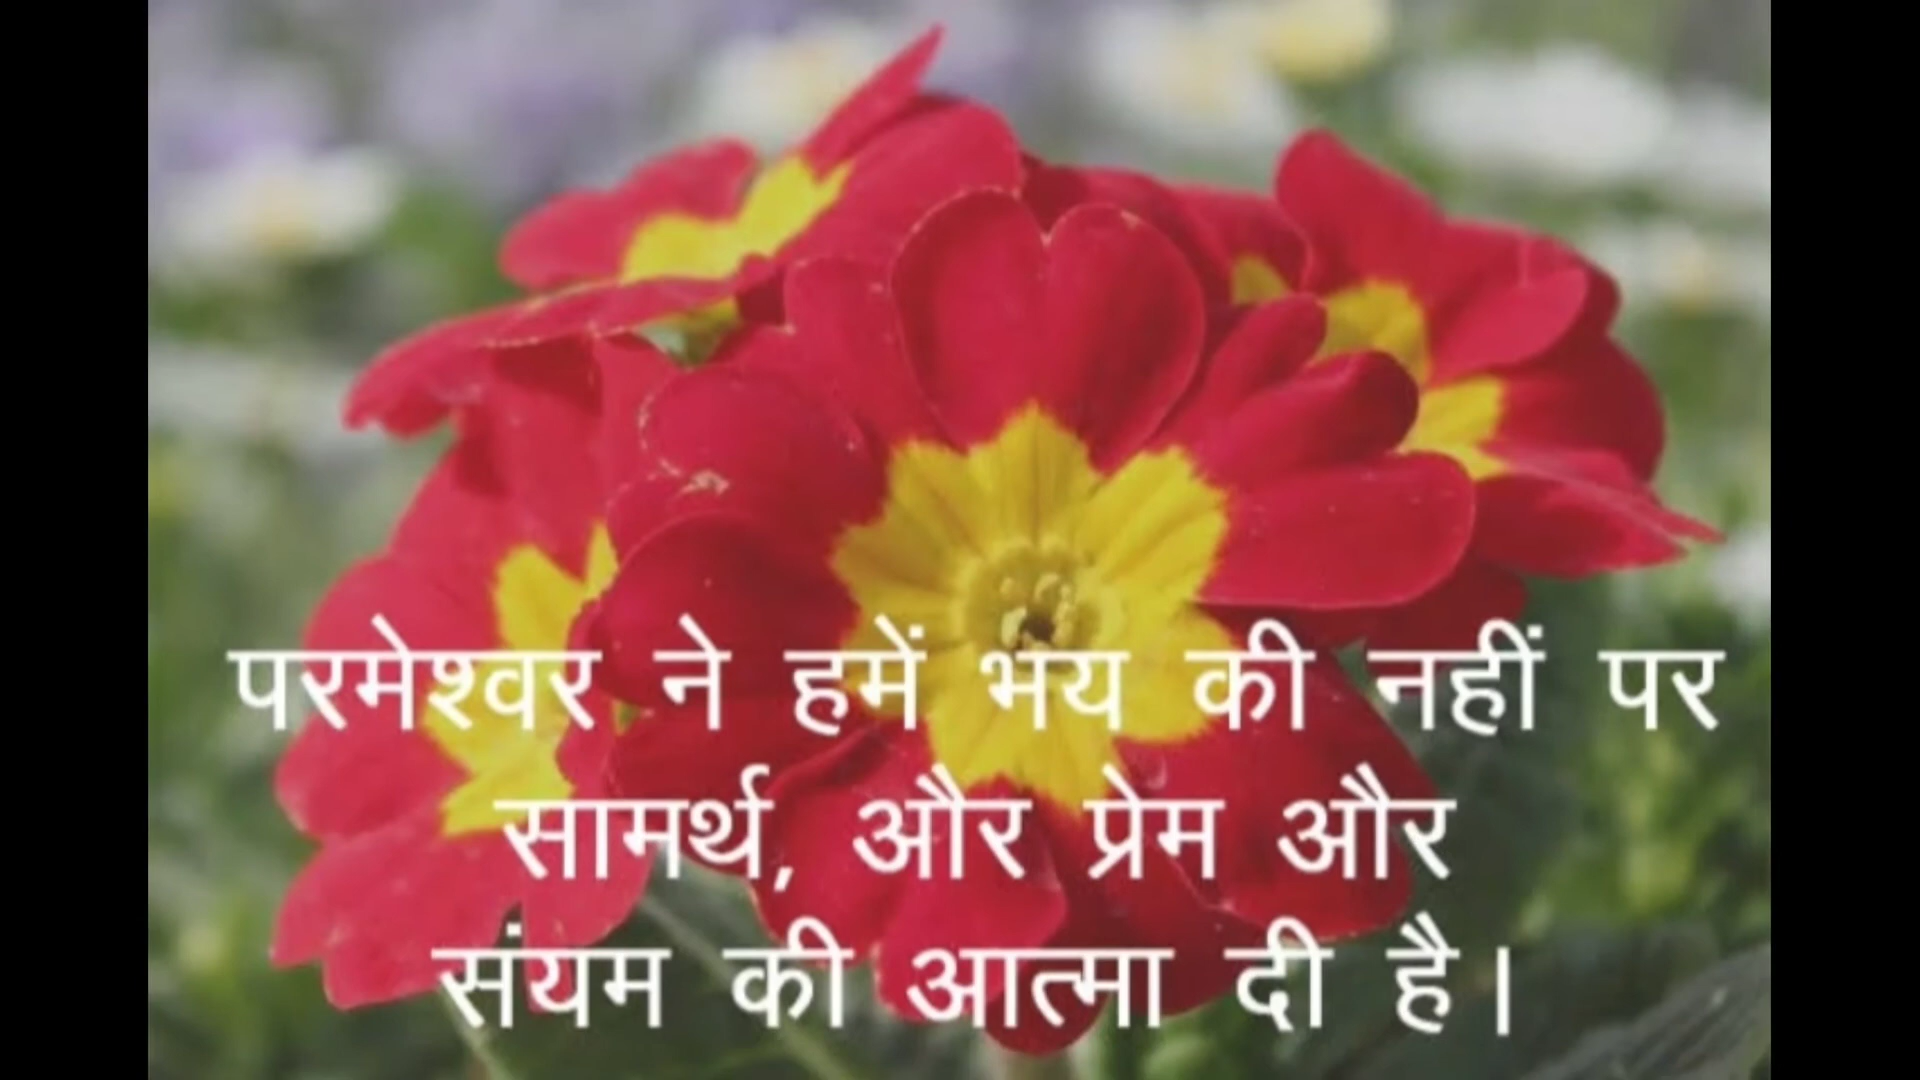 परमेश्वर ने हमें भय की नहीं पर
सामर्थ, और प्रेम और
संयम की आत्मा दी है।